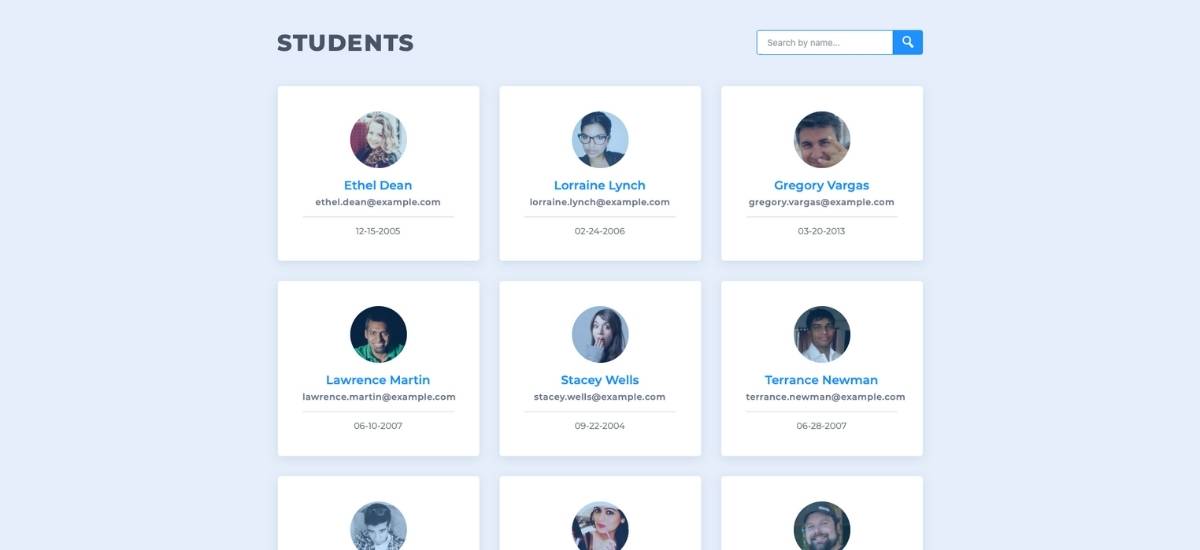 STUDENTS
Search by name...
Ethel Dean
ethel.dean@example.com
12-15-2005
Lorraine Lynch
lorraine.lynch@example.com
02-24-2006
Gregory Vargas
gregory.vargas@example.com
03-20-2013
Lawrence Martin
lawrence.martin@example.com
06-10-2007
Stacey Wells
stacey.wells@example.com
09-22-2004
Terrance Newman
terrance.newman@example.com
06-28-2007